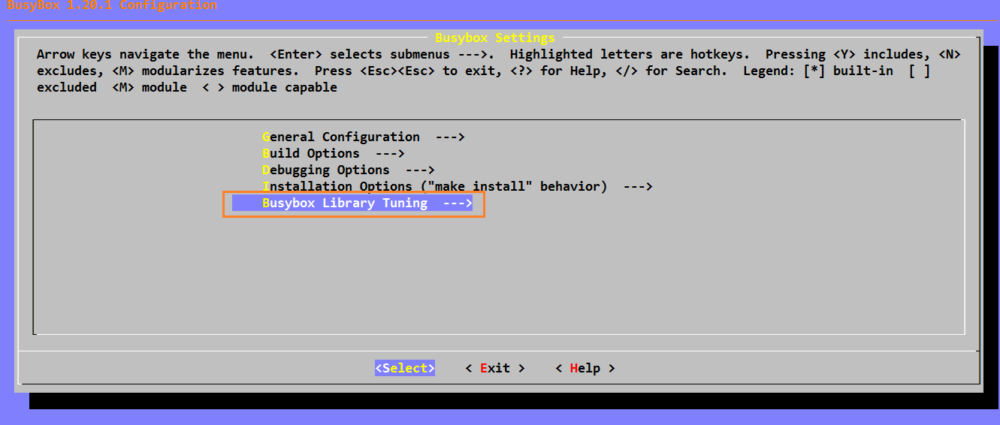 BusyBox 1.20.1 Configuration
Busybox Settings
Arrow keys navigate the menu.  <Enter> selects submenus --->.  Highlighted letters are hotkeys.  Pressing <Y> includes, <N>
excludes, <M> modularizes features.  Press <Esc><Esc> to exit, <?> for Help, </> for Search.  Legend: [*] built-in  [ ]
excluded  <M> module  < > module capable
General Configuration  --->
Build Options  --->
Debugging Options  --->
Installation Options ("make install" behavior)  --->
Busybox Library Tuning  --->
<Select>    < Exit >    < Help >